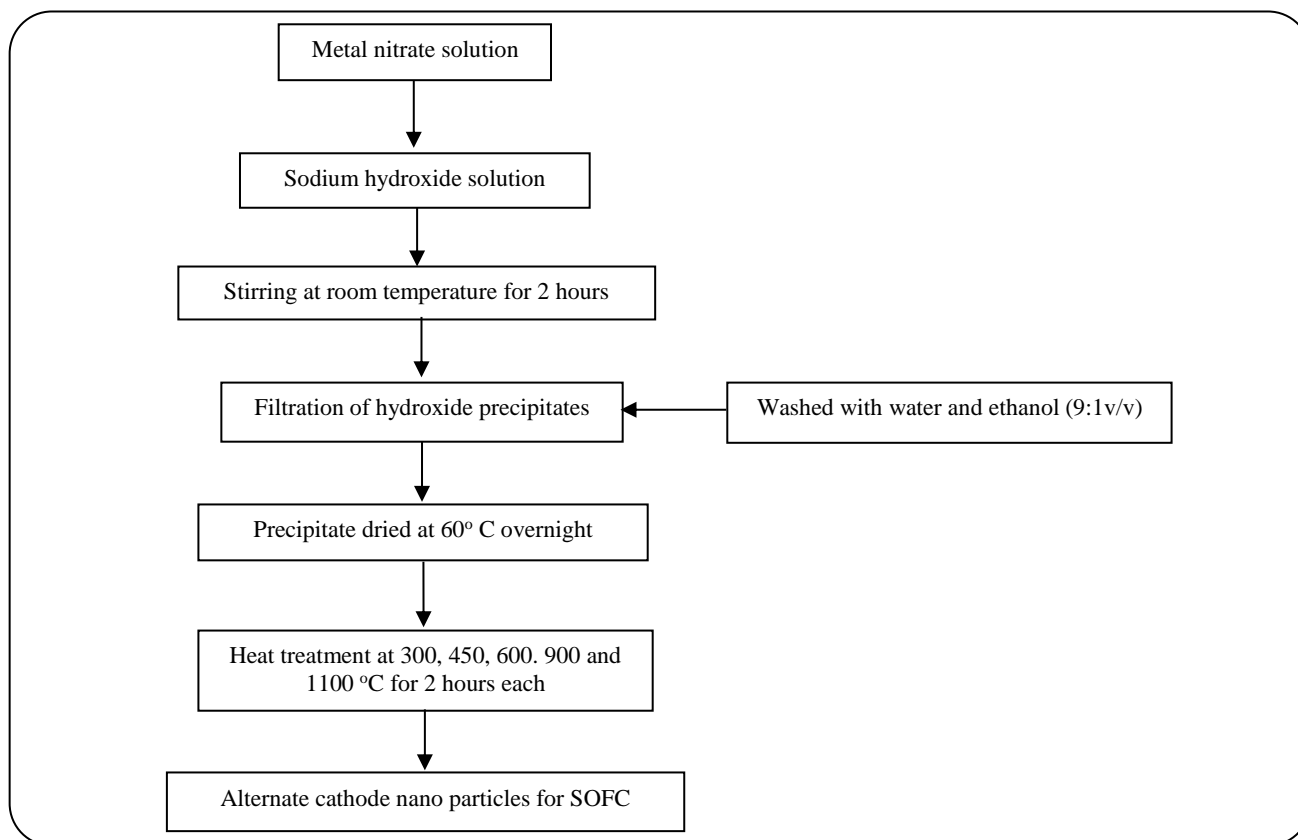 Metal nitrate solution
Sodium hydroxide solution
Stirring at room temperature for 2 hours
Filtration of hydroxide precipitates
Washed with water and ethanol (9:1v/v)
Precipitate dried at 60° C overnight
Heat treatment at 300, 450, 600. 900 and
1100 °C for 2 hours each
Alternate cathode nano particles for SOFC